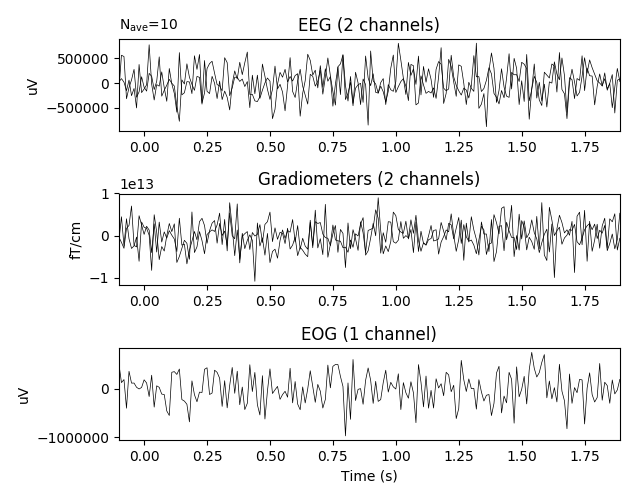 N_ave=10
EEG (2 channels)
uV
500000
0
−500000
0.00 0.25 0.50 0.75 1.00 1.25 1.50 1.75
1e13
Gradiometers (2 channels)
fT/cm
1
0
−1
0.00 0.25 0.50 0.75 1.00 1.25 1.50 1.75
EOG (1 channel)
uV
0
−1000000
0.00 0.25 0.50 0.75 1.00 1.25 1.50 1.75
Time (s)